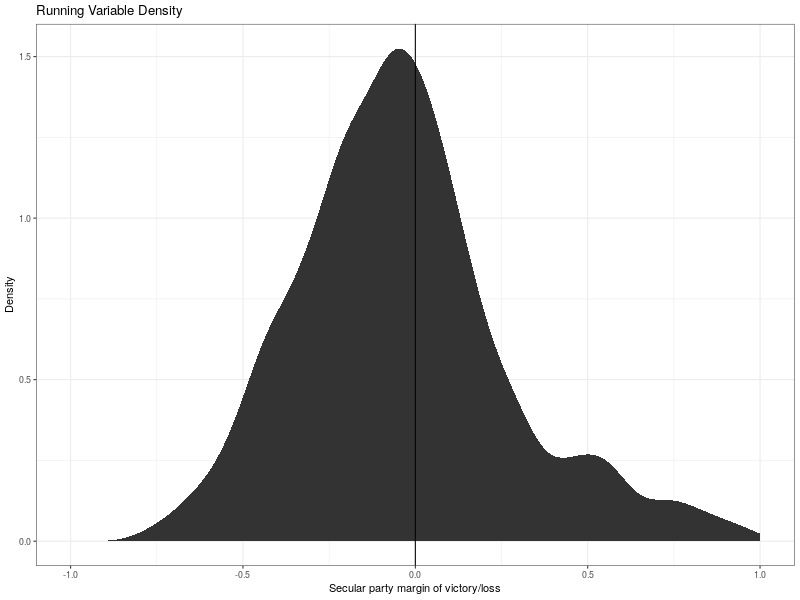 Running Variable Density
1.5
1.0
0.5
0.0
Density
-1.0 -0.5 0.0 0.5 1.0
Secular party margin of victory/loss